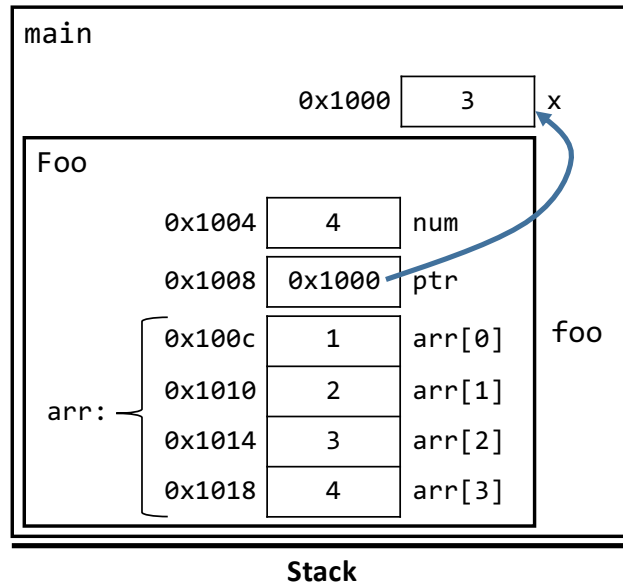 main
0x1000 3 x
Foo
0x1004 4 num
0x1008 0x1000 ptr
0x100c 1 arr[0]
foo
0x1010 2 arr[1]
arr:
0x1014 3 arr[2]
0x1018 4 arr[3]
Stack